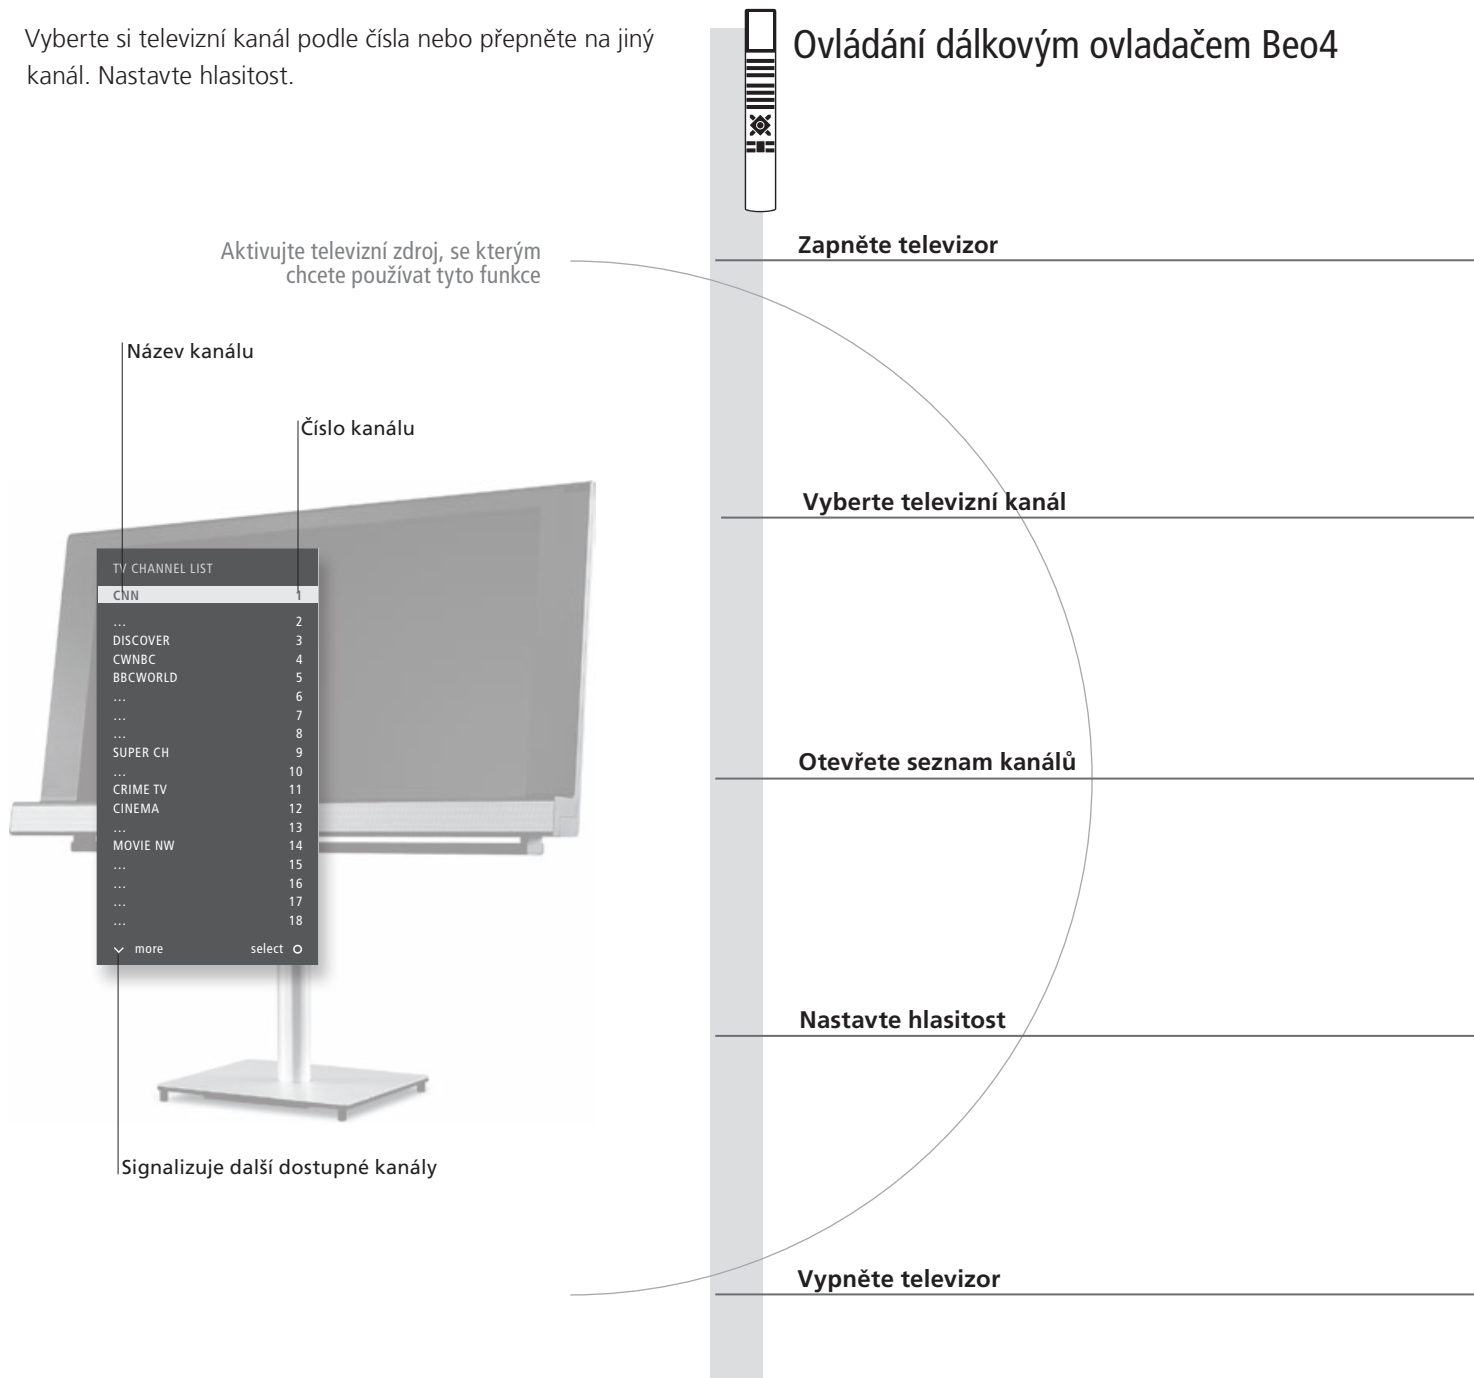 Vyberte si televizní kanál podle čísla nebo přepněte na jiný
kanál. Nastavte hlasitost.
Aktivujte televizní zdroj, se kterým
chcete používat tyto funkce
Název kanálu
Číslo kanálu
TV CHANNEL LIST
CNN 1
... 2
DISCOVER 3
CWNBC 4
BBCWORLD 5
... 6
... 7
... 8
SUPER CH 9
... 10
CRIME TV 11
CINEMA 12
... 13
MOVIE NW 14
... 15
... 16
... 17
... 18
more select
Signalizuje další dostupné kanály
Ovládání dálkovým ovladačem Beo4
Zapněte televizor
Vyberte televizní kanál
Otevřete seznam kanálů
Nastavte hlasitost
Vypněte televizor